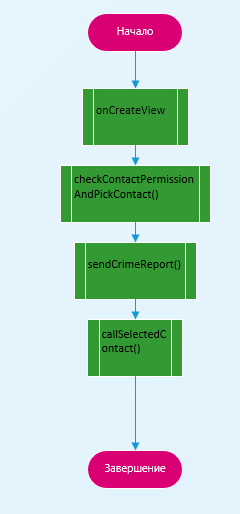 Начало
onCreateView
checkContactPermission
AndPickContact()
sendCrimeReport()
callSelectedC
ontact()
Завершение